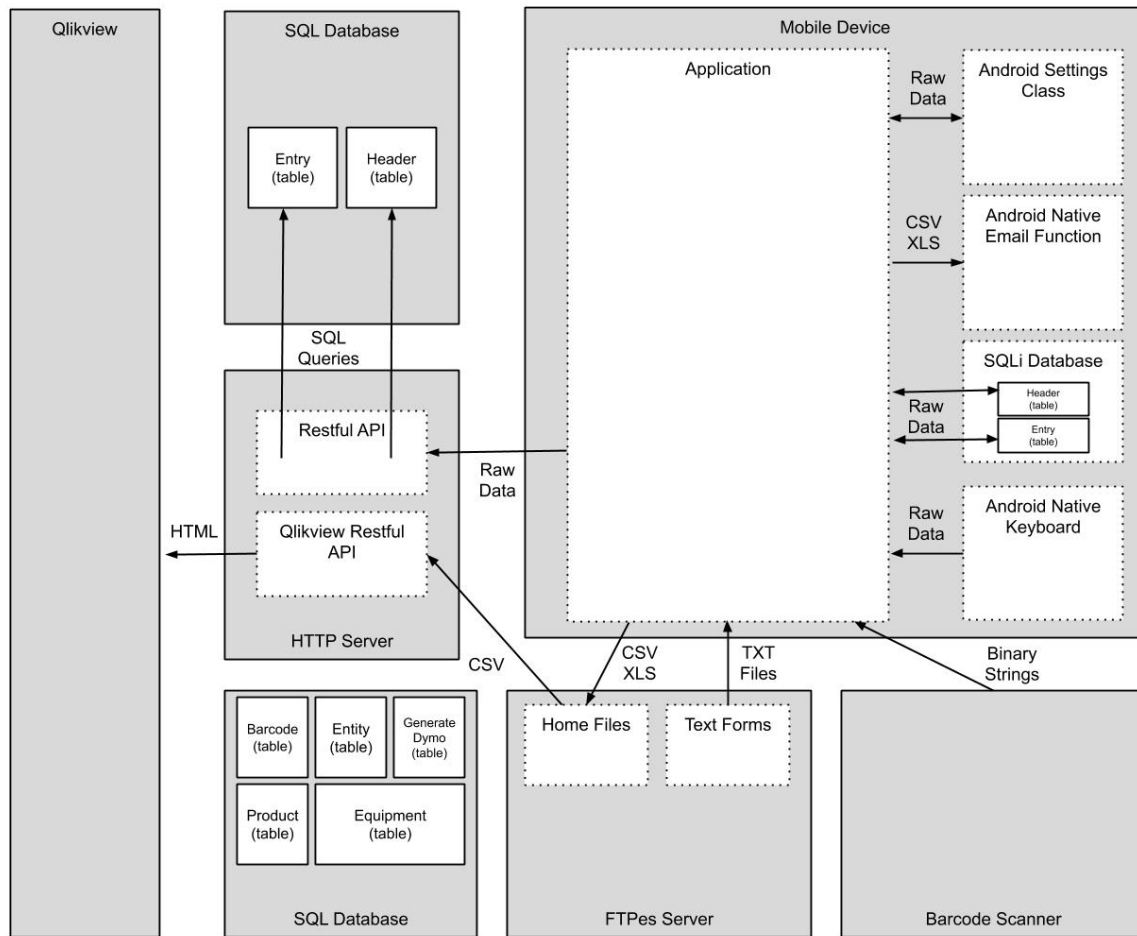 Qlikview
SQL Database
Entry
(table)
Header
(table)
SQL
Queries
Restful API
Qlikview Restful
API
HTTP Server
HTML
Raw
Data
CSV
Mobile Device
Application
Raw
Data
Android Settings
Class
CSV
XLS
Android Native
Email Function
SQLi Database
Header
(table)
Entry
(table)
Raw
Data
Raw
Data
Android Native
Keyboard
CSV
XLS
TXT
Files
Binary
Strings
Barcode
(table)
Entity
(table)
Generate
Dymo
(table)
Product
(table)
Equipment
(table)
SQL Database
Home Files
Text Forms
FTPes Server
Barcode Scanner